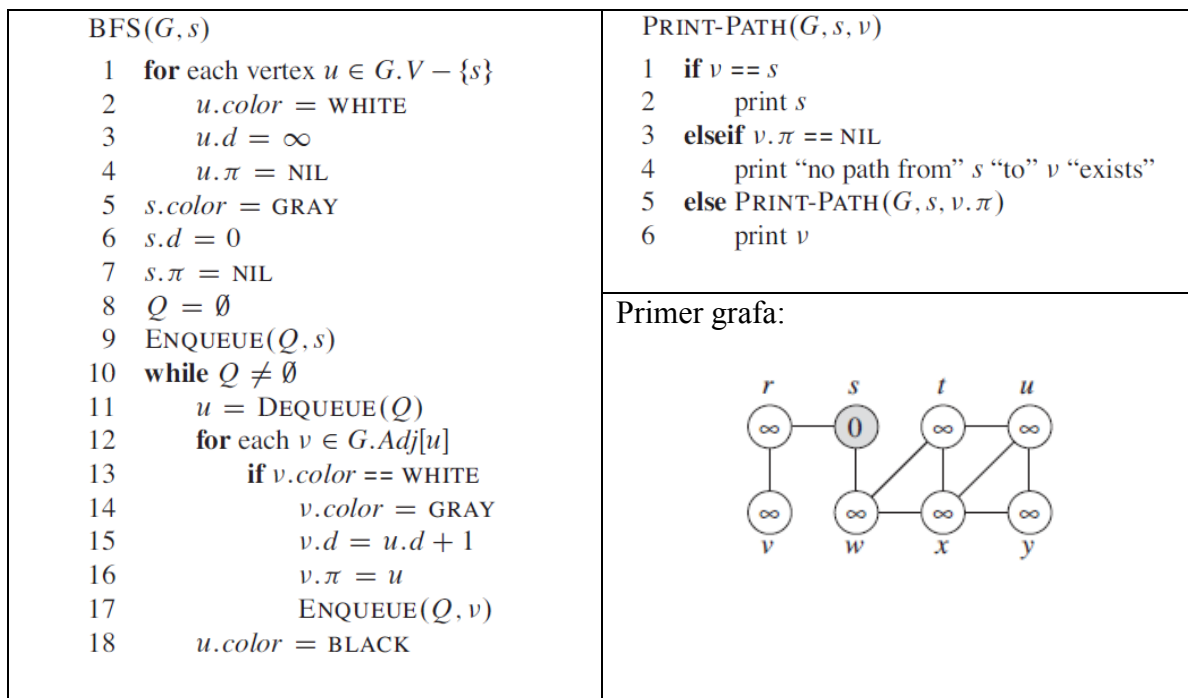 BFS(G, s)
1 for each vertex u ∈ G.V − {s}
2 u.color = WHITE
3 u.d = ∞
4 u.π = NIL
5 s.color = GRAY
6 s.d = 0
7 s.π = NIL
8 Q = ∅
9 ENQUEUE(Q, s)
10 while Q ≠ ∅
11 u = DEQUEUE(Q)
12 for each v ∈ G.Adj[u]
13 if v.color == WHITE
14 v.color = GRAY
15 v.d = u.d + 1
16 v.π = u
17 ENQUEUE(Q, v)
18 u.color = BLACK
PRINT-PATH(G, s, v)
1 if v == s
2 print s
3 elseif v.π == NIL
4 print “no path from” s “to” v “exists”
5 else PRINT-PATH(G, s, v.π)
6 print v
Primer grafa:
r s t u
∞ 0 ∞ ∞
∞ ∞ ∞ ∞
v w x y